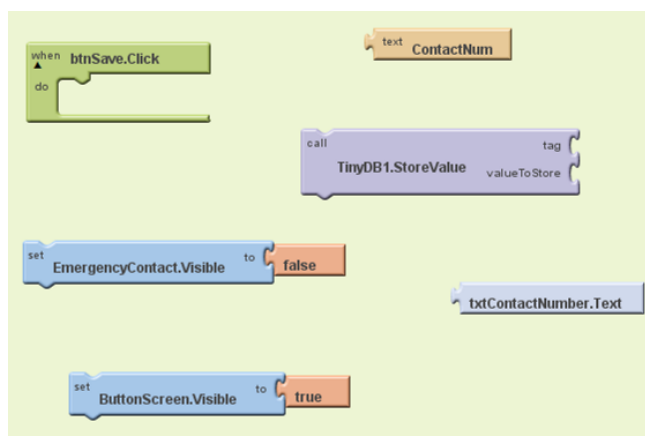 when btnSave.Click
do
text ContactNum
call TinyDB1.StoreValue tag
valueToStore
set EmergencyContact.Visible to false
txtContactNumber.Text
set ButtonScreen.Visible to true